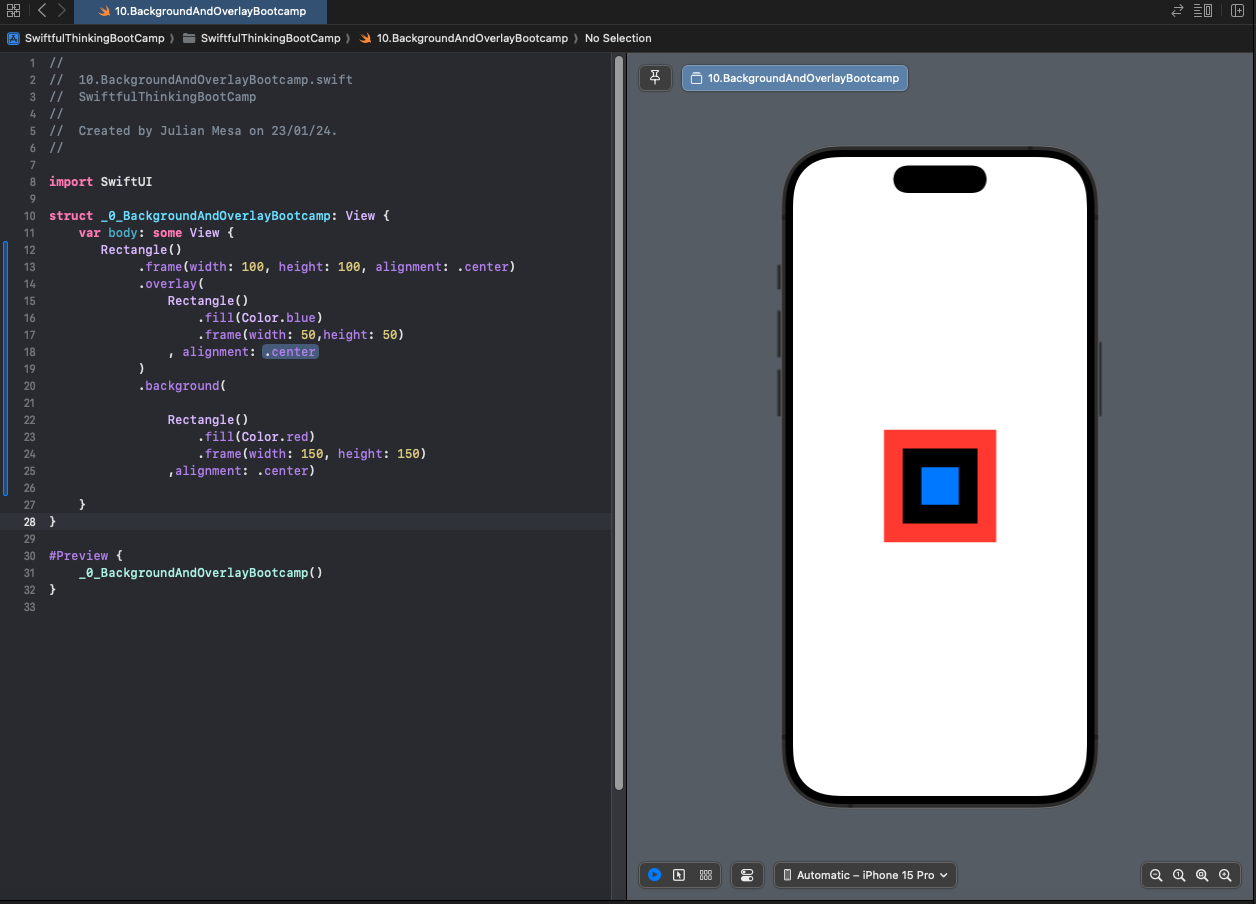 10.BackgroundAndOverlayBootcamp
SwiftfulThinkingBootCamp ⟩ SwiftfulThinkingBootCamp ⟩ 10.BackgroundAndOverlayBootcamp ⟩ No Selection
1 //
2 //  10.BackgroundAndOverlayBootcamp.swift
3 //  SwiftfulThinkingBootCamp
4 //
5 //  Created by Julian Mesa on 23/01/24.
6 //
7
8 import SwiftUI
9
10 struct _0_BackgroundAndOverlayBootcamp: View {
11     var body: some View {
12        Rectangle()
13             .frame(width: 100, height: 100, alignment: .center)
14             .overlay(
15                 Rectangle()
16                     .fill(Color.blue)
17                     .frame(width: 50,height: 50)
18                 , alignment: .center
19             )
20             .background(
21
22                 Rectangle()
23                     .fill(Color.red)
24                     .frame(width: 150, height: 150)
25                 ,alignment: .center)
26
27     }
28 }
29
30 #Preview {
31     _0_BackgroundAndOverlayBootcamp()
32 }
33
10.BackgroundAndOverlayBootcamp
Automatic – iPhone 15 Pro